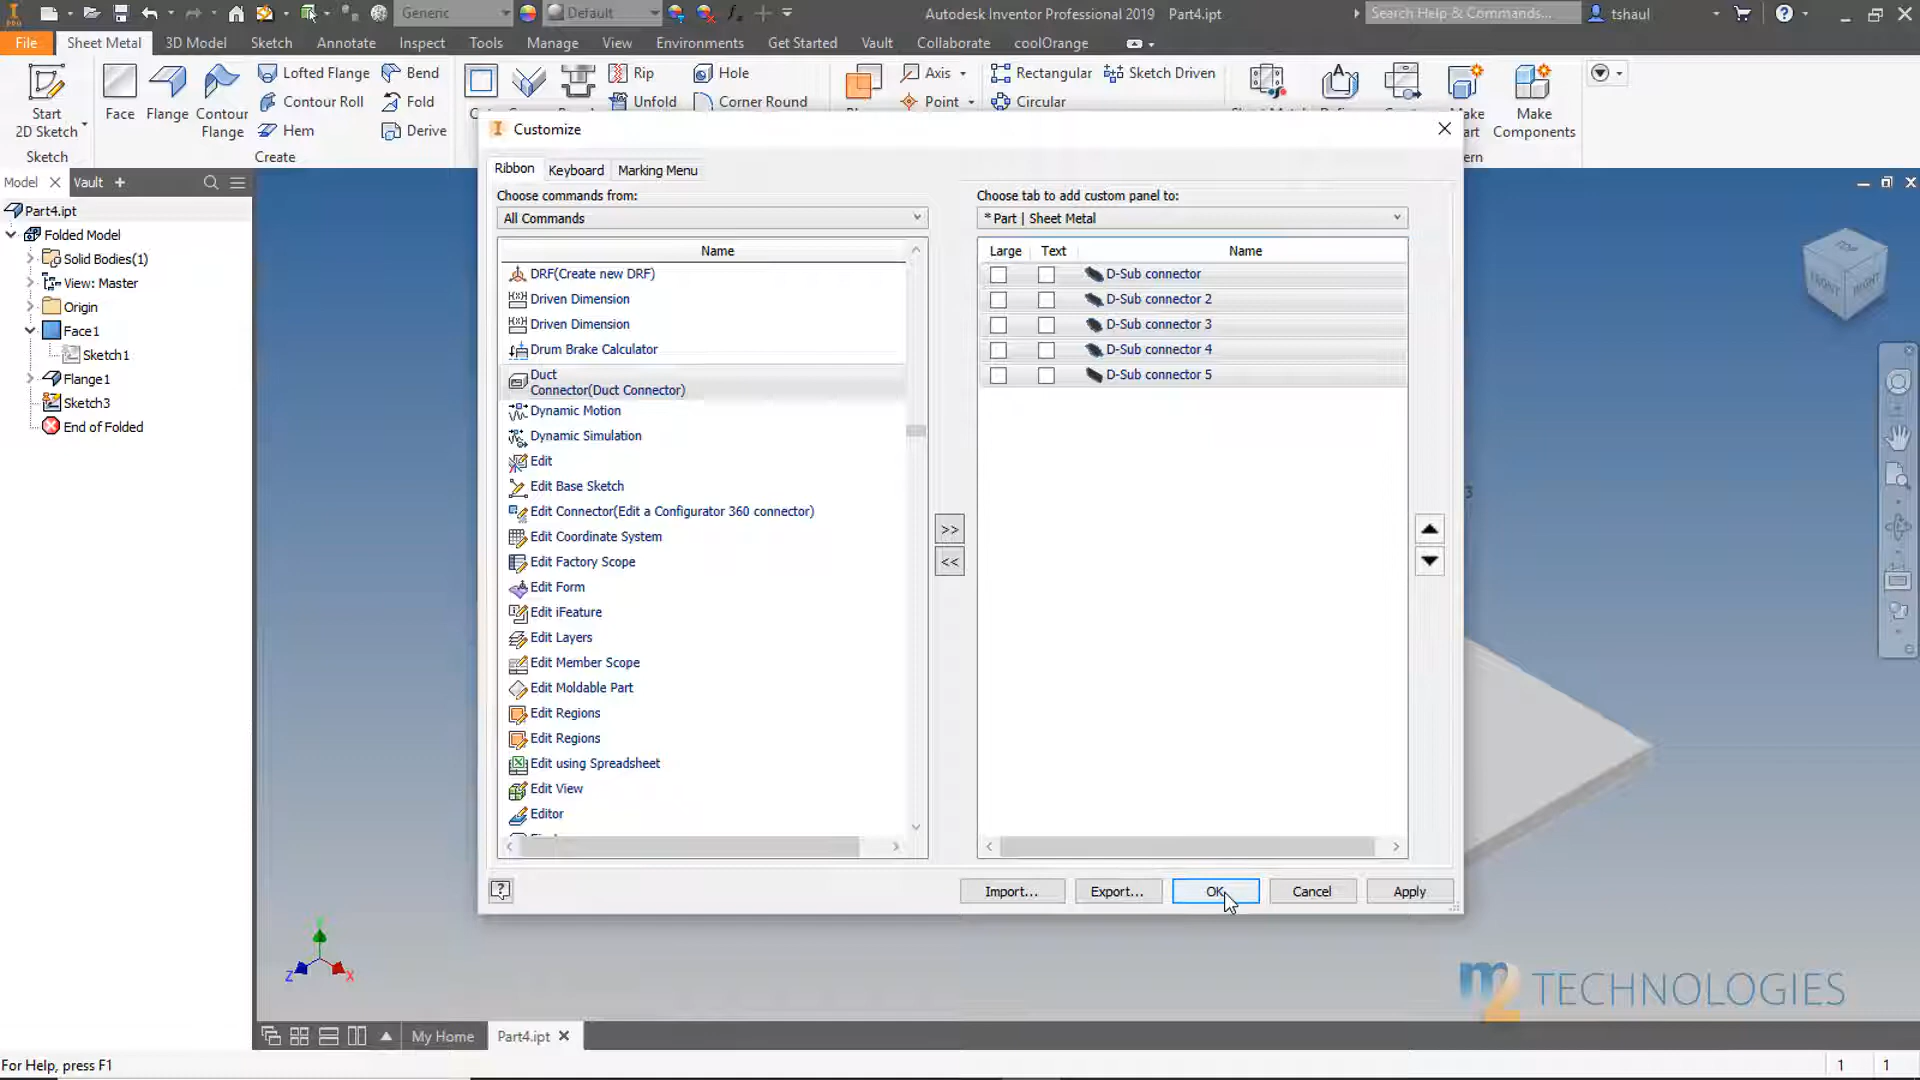 Generic
Default
Autodesk Inventor Professional 2019 Part4.ipt
Search Help & Commands...
tshaul
File
Sheet Metal
3D Model
Sketch
Annotate
Inspect
Tools
Manage
View
Environments
Get Started
Vault
Collaborate
coolOrange
Start
2D Sketch
Face
Flange
Contour
Flange
Lofted Flange
Contour Roll
Hem
Bend
Fold
Derive
Rip
Unfold
Hole
Corner Round
Axis
Point
Rectangular
Circular
Sketch Driven
Make
Components
Sketch
Create
Model
Vault
Part4.ipt
Folded Model
Solid Bodies(1)
View: Master
Origin
Face1
Sketch1
Flange1
Sketch3
End of Folded
Customize
Ribbon
Keyboard
Marking Menu
Choose commands from:
All Commands
Name
DRF(Create new DRF)
Driven Dimension
Driven Dimension
Drum Brake Calculator
Duct
Connector(Duct Connector)
Dynamic Motion
Dynamic Simulation
Edit
Edit Base Sketch
Edit Connector(Edit a Configurator 360 connector)
Edit Coordinate System
Edit Factory Scope
Edit Form
Edit iFeature
Edit Layers
Edit Member Scope
Edit Moldable Part
Edit Regions
Edit Regions
Edit using Spreadsheet
Edit View
Editor
>>
<<
Choose tab to add custom panel to:
* Part | Sheet Metal
Large Text Name
D-Sub connector
D-Sub connector 2
D-Sub connector 3
D-Sub connector 4
D-Sub connector 5
Import...
Export...
OK
Cancel
Apply
TOP
FRONT
RIGHT
Y
Z
X
m2 TECHNOLOGIES
My Home
Part4.ipt
For Help, press F1
1
1